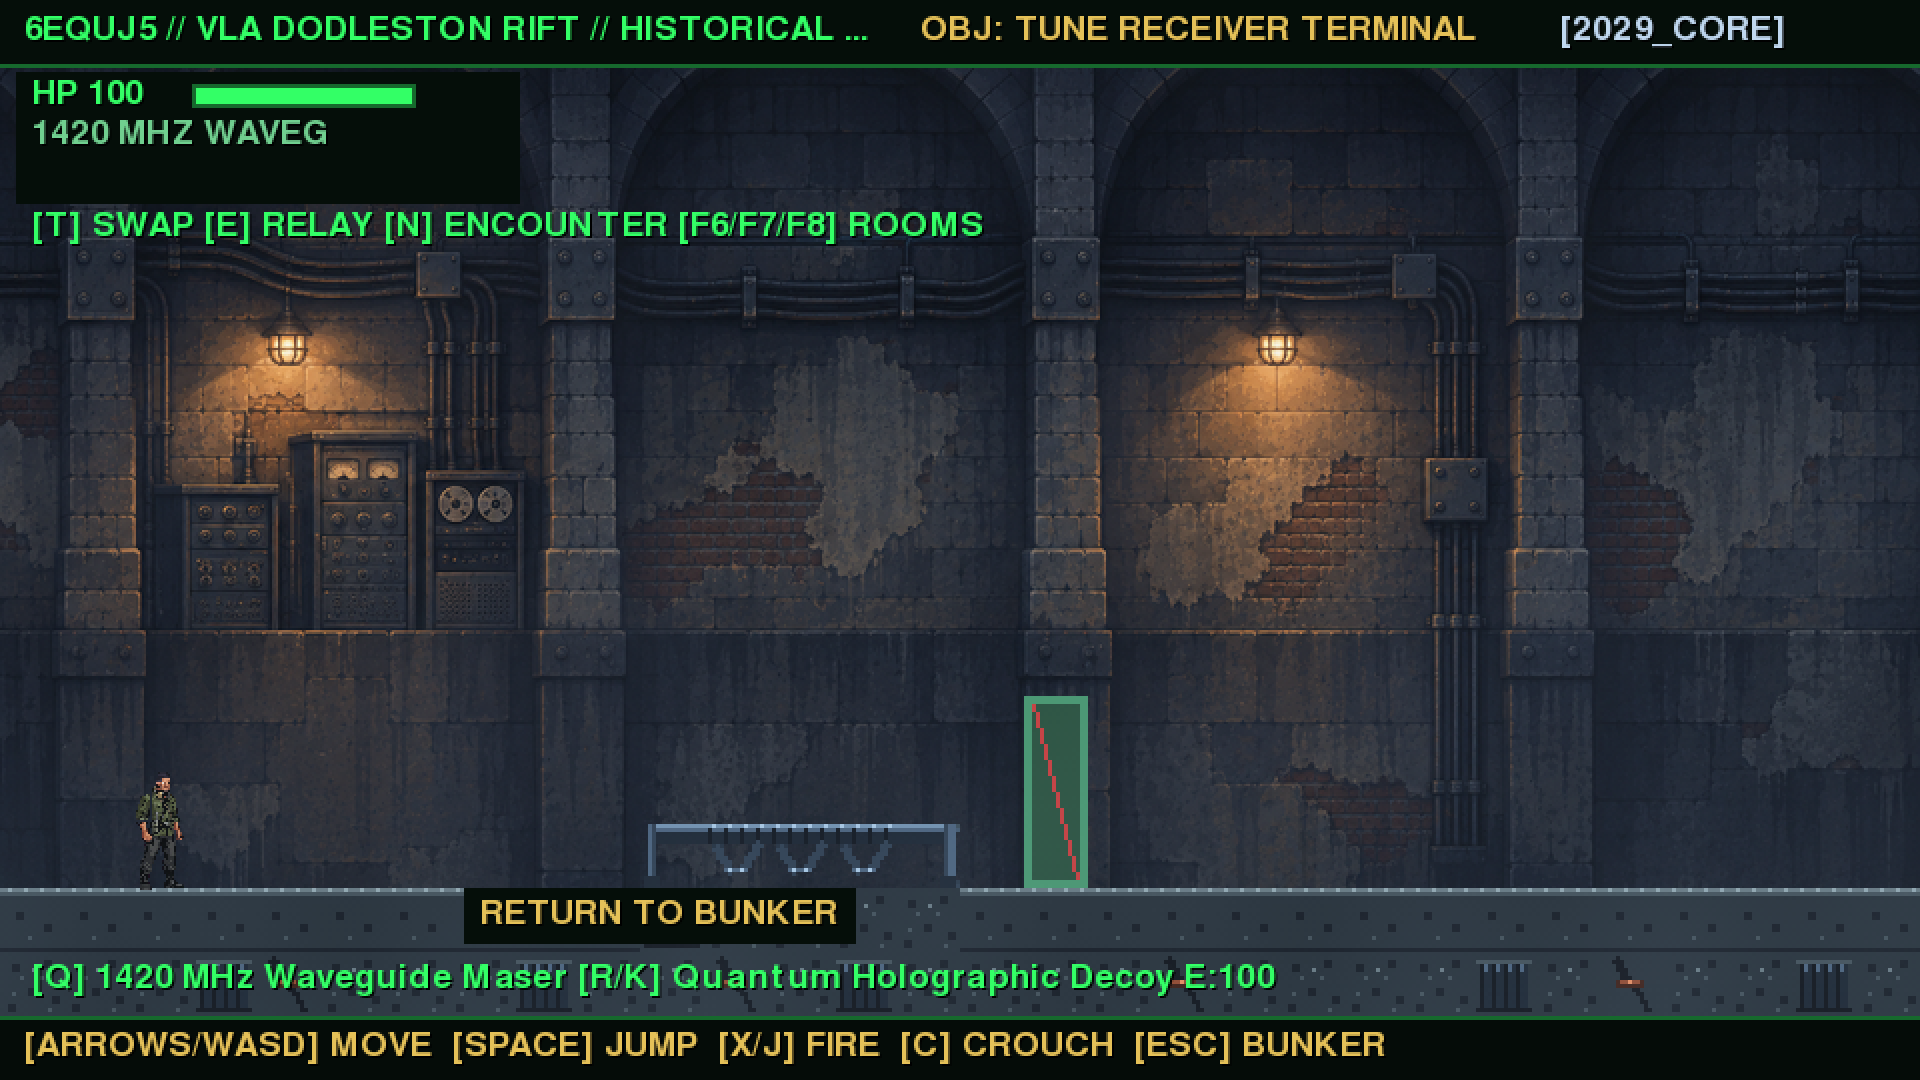 6EQUJ5 // VLA DODLESTON RIFT // HISTORICAL ... OBJ: TUNE RECEIVER TERMINAL [2029_CORE]
HP 100
1420 MHZ WAVEG
[T] SWAP [E] RELAY [N] ENCOUNTER [F6/F7/F8] ROOMS
RETURN TO BUNKER
[Q] 1420 MHz Waveguide Maser [R/K] Quantum Holographic Decoy E:100
[ARROWS/WASD] MOVE [SPACE] JUMP [X/J] FIRE [C] CROUCH [ESC] BUNKER